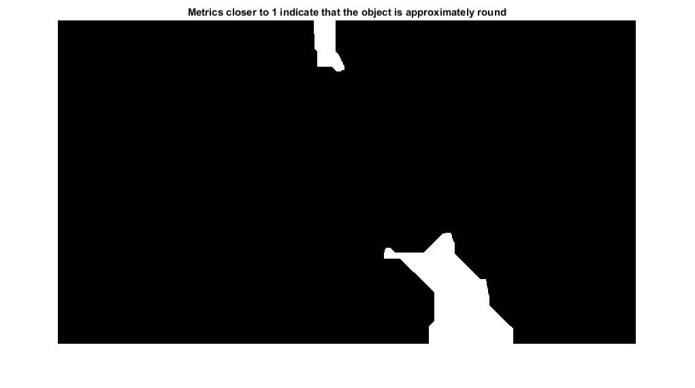 Metrics closer to 1 indicate that the object is approximately round